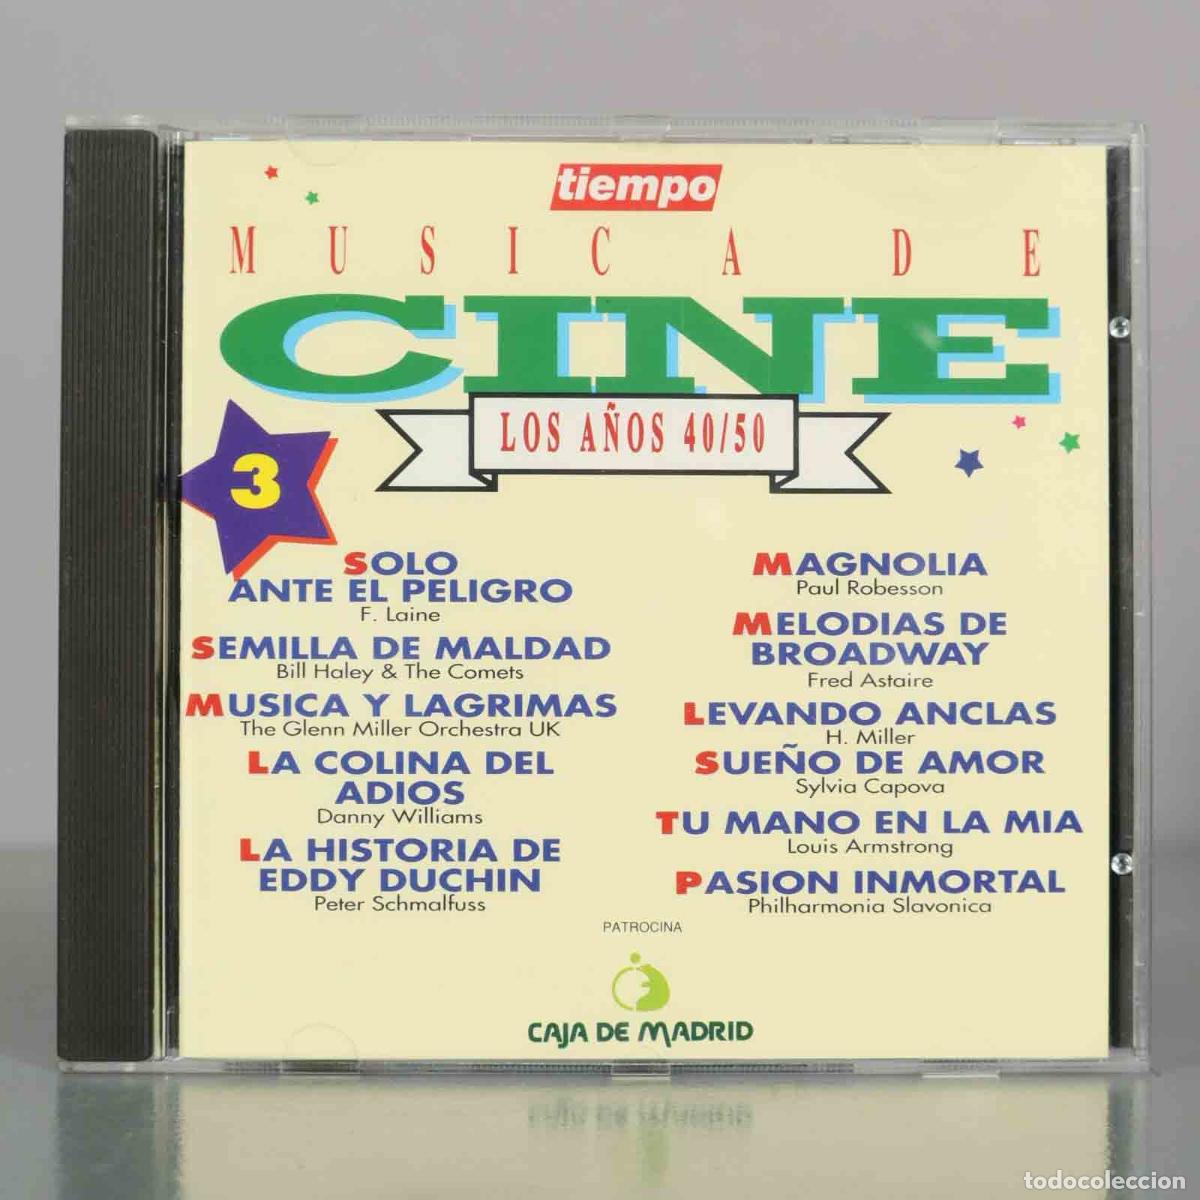 tiempo
MUSICA DE
CINE
LOS AÑOS 40/50
3
SOLO
ANTE EL PELIGRO
F. Laine
SEMILLA DE MALDAD
Bill Haley & The Comets
MUSICA Y LAGRIMAS
The Glenn Miller Orchestra UK
LA COLINA DEL
ADIOS
Danny Williams
LA HISTORIA DE
EDDY DUCHIN
Peter Schmalfuss
MAGNOLIA
Paul Robesson
MELODIAS DE
BROADWAY
Fred Astaire
LEVANDO ANCLAS
H. Miller
SUEÑO DE AMOR
Sylvia Capova
TU MANO EN LA MIA
Louis Armstrong
PASION INMORTAL
Philharmonia Slavonica
PATROCINA
CAJA DE MADRID
todocoleccion